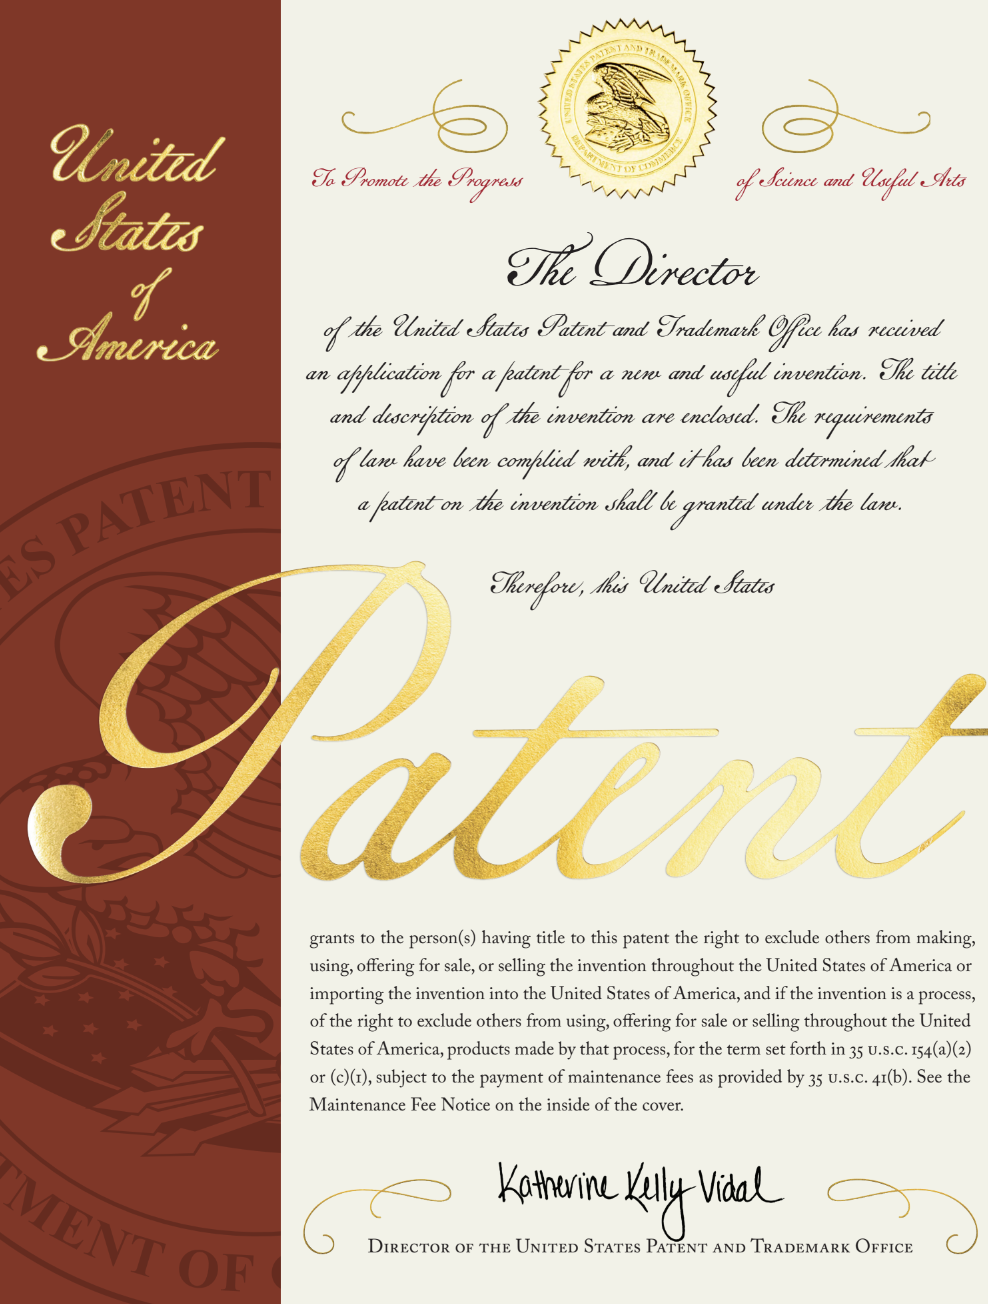 United
States
of
America
UNITED STATES PATENT AND TRADEMARK OFFICE
DEPARTMENT OF COMMERCE
To Promote the Progress
of Science and Useful Arts
The Director
of the United States Patent and Trademark Office has received
an application for a patent for a new and useful invention. The title
and description of the invention are enclosed. The requirements
of law have been complied with, and it has been determined that
a patent on the invention shall be granted under the law.
Therefore, this United States
Patent
grants to the person(s) having title to this patent the right to exclude others from making,
using, offering for sale, or selling the invention throughout the United States of America or
importing the invention into the United States of America, and if the invention is a process,
of the right to exclude others from using, offering for sale or selling throughout the United
States of America, products made by that process, for the term set forth in 35 U.S.C. 154(a)(2)
or (c)(1), subject to the payment of maintenance fees as provided by 35 U.S.C. 41(b). See the
Maintenance Fee Notice on the inside of the cover.
Katherine Kelly Vidal
DIRECTOR OF THE UNITED STATES PATENT AND TRADEMARK OFFICE
ES PATENT
TMENT OF C